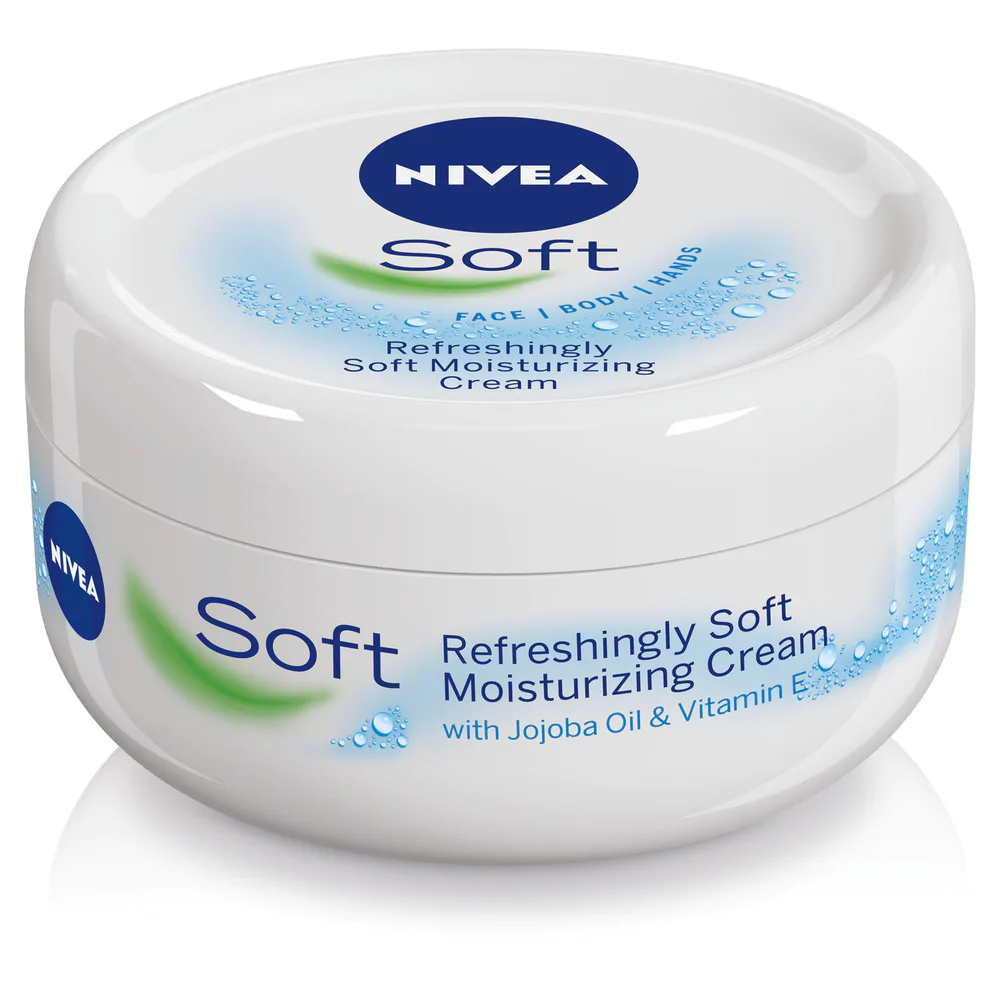 NIVEA
Soft
FACE | BODY | HANDS
Refreshingly
Soft Moisturizing
Cream
NIVEA
Soft
Refreshingly Soft
Moisturizing Cream
with Jojoba Oil & Vitamin E